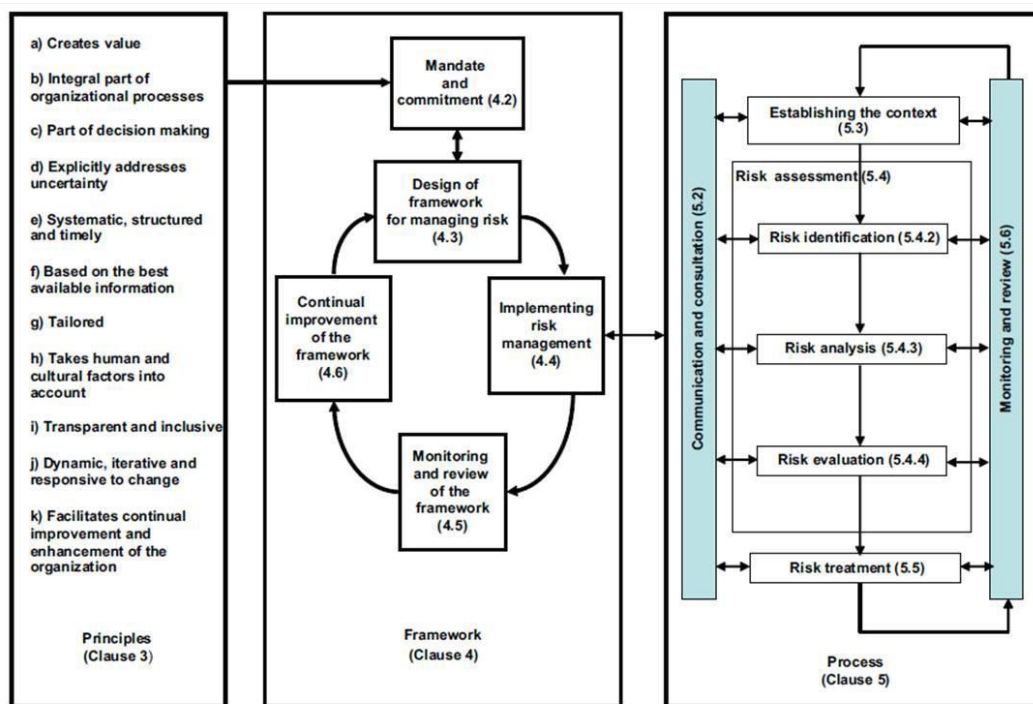 a) Creates value
b) Integral part of
organizational processes
c) Part of decision making
d) Explicitly addresses
uncertainty
e) Systematic, structured
and timely
f) Based on the best
available information
g) Tailored
h) Takes human and
cultural factors into
account
i) Transparent and inclusive
j) Dynamic, iterative and
responsive to change
k) Facilitates continual
improvement and
enhancement of the
organization
Principles
(Clause 3)
Mandate
and
commitment (4.2)
Design of
framework
for managing risk
(4.3)
Implementing
risk
management
(4.4)
Continual
improvement
of the
framework
(4.6)
Monitoring
and review
of the
framework
(4.5)
Framework
(Clause 4)
Communication and consultation (5.2)
Establishing the context
(5.3)
Risk assessment (5.4)
Risk identification (5.4.2)
Risk analysis (5.4.3)
Risk evaluation (5.4.4)
Risk treatment (5.5)
Monitoring and review (5.6)
Process
(Clause 5)